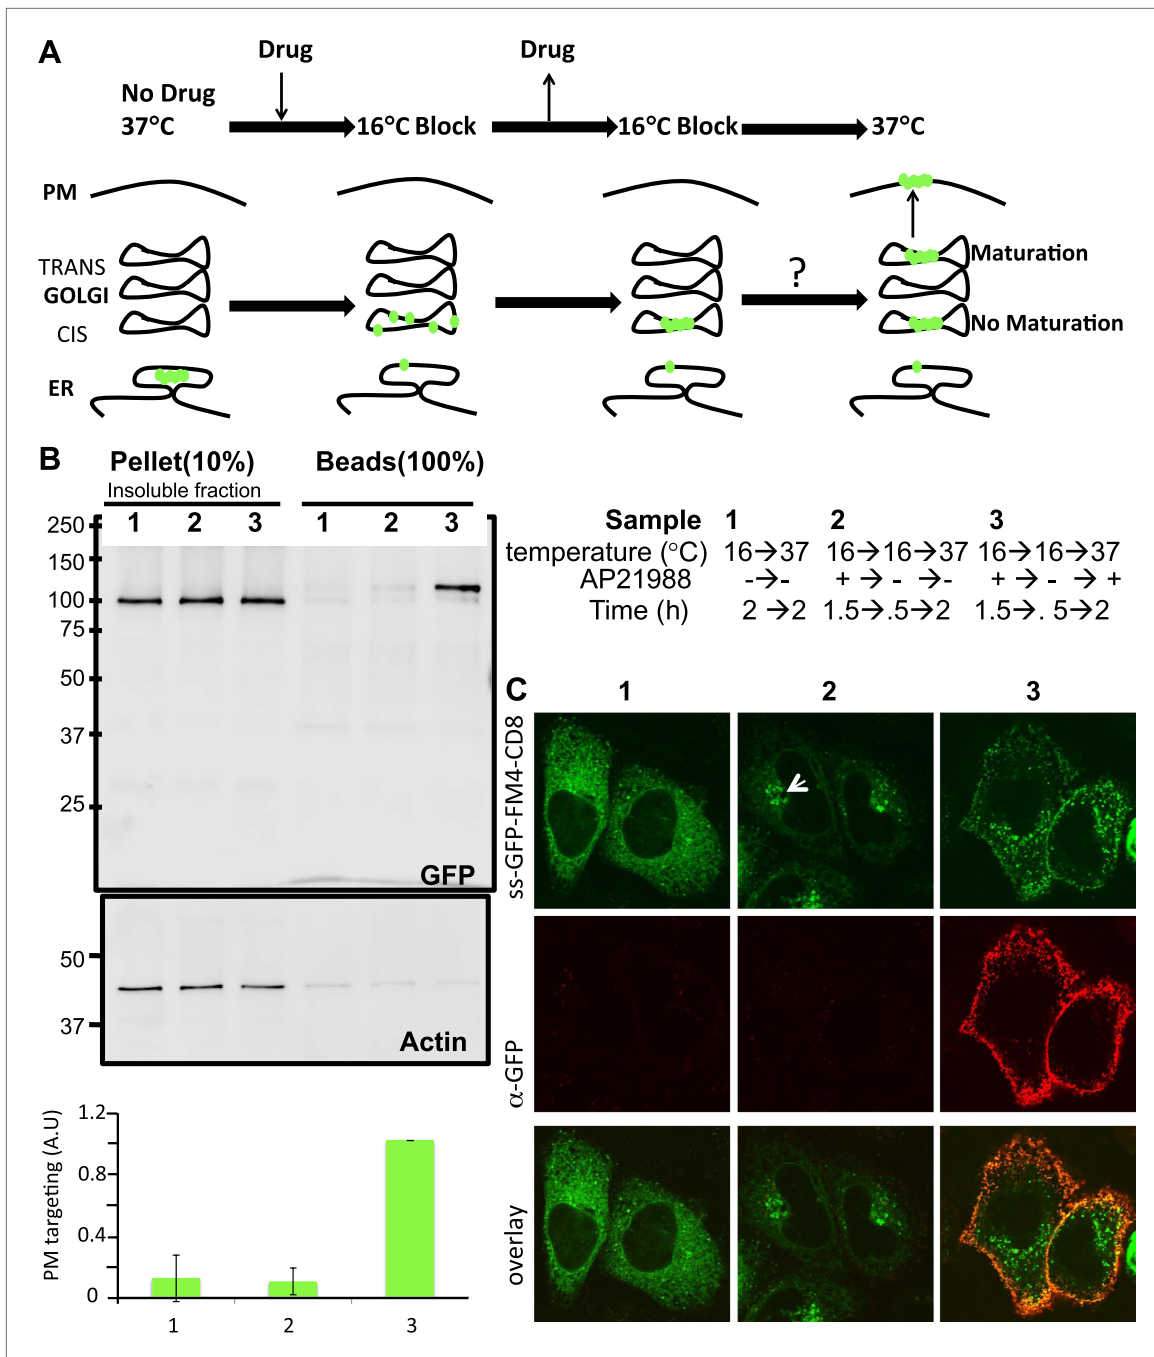 A
Drug
Drug
No Drug
37°C
16°C Block
16°C Block
37°C
PM
TRANS
GOLGI
CIS
ER
?
Maturation
No Maturation
B
Pellet(10%)
Beads(100%)
Insoluble fraction
1 2 3 1 2 3
250
150
100
75
50
37
25
GFP
50
37
Actin
Sample 1 2 3
temperature (°C) 16→37 16→16→37 16→16→37
AP21988 -→- + → - →- + → - → +
Time (h) 2 →2 1.5→.5→2 1.5→. 5→2
C
1 2 3
ss-GFP-FM4-CD8
α-GFP
overlay
PM targeting (A.U)
1.2
0.8
0.4
0
1 2 3